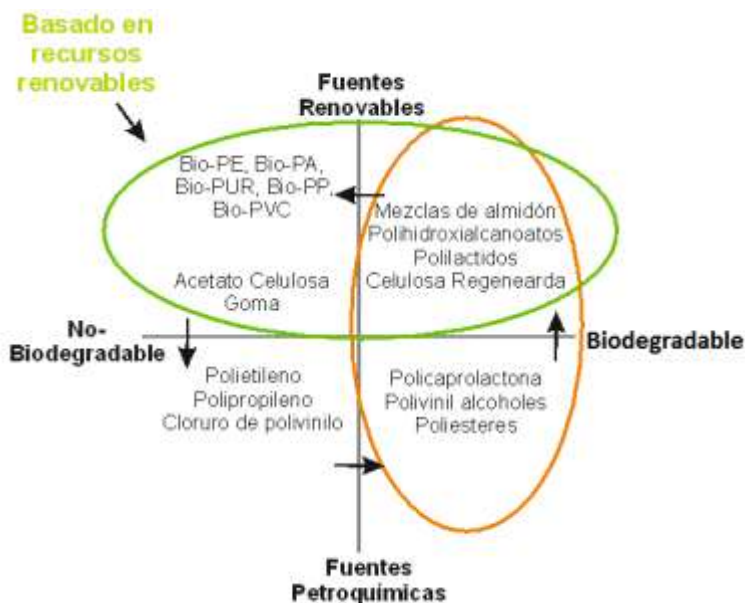 Basado en
recursos
renovables
Fuentes
Renovables
Bio-PE, Bio-PA,
Bio-PUR, Bio-PP,
Bio-PVC
Mezclas de almidón
Polihidroxialcanoatos
Polilactidos
Celulosa Regenearda
Acetato Celulosa
Goma
No-
Biodegradable
Biodegradable
Polietileno
Polipropileno
Cloruro de polivinilo
Policaprolactona
Polivinil alcoholes
Poliesteres
Fuentes
Petroquímicas